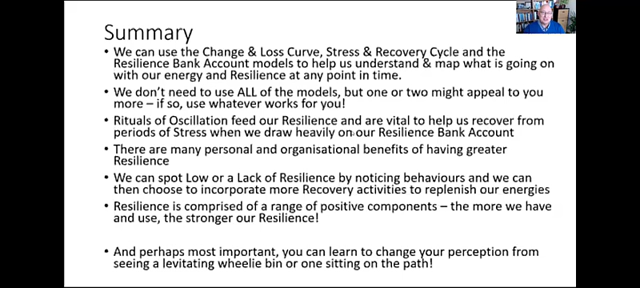 Summary
• We can use the Change & Loss Curve, Stress & Recovery Cycle and the
Resilience Bank Account models to help us understand & map what is going on
with our energy and Resilience at any point in time.
• We don't need to use ALL of the models, but one or two might appeal to you
more – if so, use whatever works for you!
• Rituals of Oscillation feed our Resilience and are vital to help us recover from
periods of Stress when we draw heavily on our Resilience Bank Account
• There are many personal and organisational benefits of having greater
Resilience
• We can spot Low or a Lack of Resilience by noticing behaviours and we can
then choose to incorporate more Recovery activities to replenish our energies
• Resilience is comprised of a range of positive components – the more we have
and use, the stronger our Resilience!
• And perhaps most important, you can learn to change your perception from
seeing a levitating wheelie bin or one sitting on the path!